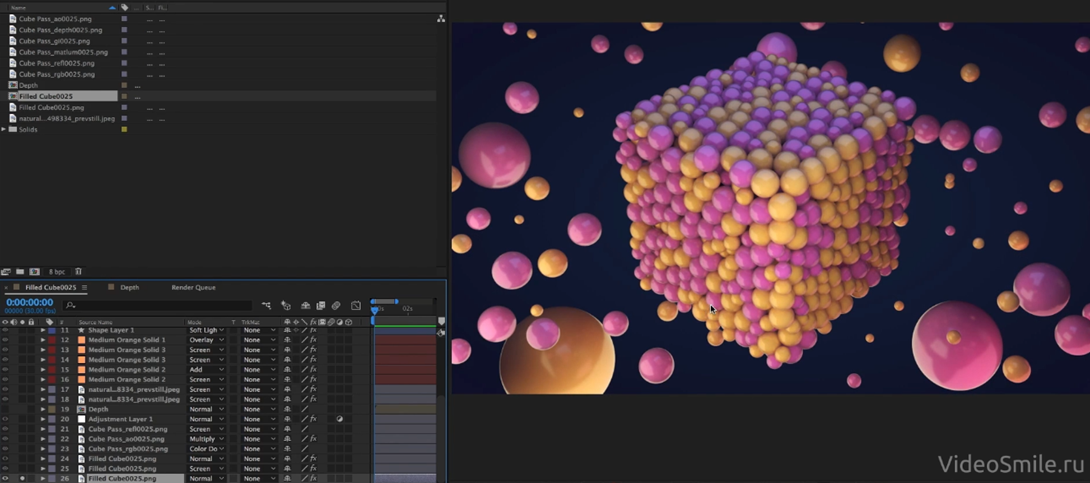 Name S... Fi...
Cube Pass_ao0025.png ... ...
Cube Pass_depth0025.png ... ...
Cube Pass_gi0025.png ... ...
Cube Pass_matlum0025.png ... ...
Cube Pass_refl0025.png ... ...
Cube Pass_rgb0025.png ... ...
Depth ...
Filled Cube0025 ...
Filled Cube0025.png ... ...
natural...498334_prevstill.jpeg ... ...
Solids
8 bpc
Filled Cube0025 Depth Render Queue
0:00:00:00
00000 (30.00 fps)
02s
# Source Name Mode T TrkMat
11 Shape Layer 1 Soft Ligh None
12 Medium Orange Solid 1 Overlay None
13 Medium Orange Solid 3 Screen None
14 Medium Orange Solid 3 Screen None
15 Medium Orange Solid 2 Add None
16 Medium Orange Solid 2 Screen None
17 natural...8334_prevstill.jpeg Screen None
18 natural...8334_prevstill.jpeg Screen None
19 Depth Normal None
20 Adjustment Layer 1 Normal None
21 Cube Pass_refl0025.png Screen None
22 Cube Pass_ao0025.png Multiply None
23 Cube Pass_rgb0025.png Color Do None
24 Filled Cube0025.png Normal None
25 Filled Cube0025.png Screen None
26 Filled Cube0025.png Normal None
VideoSmile.ru